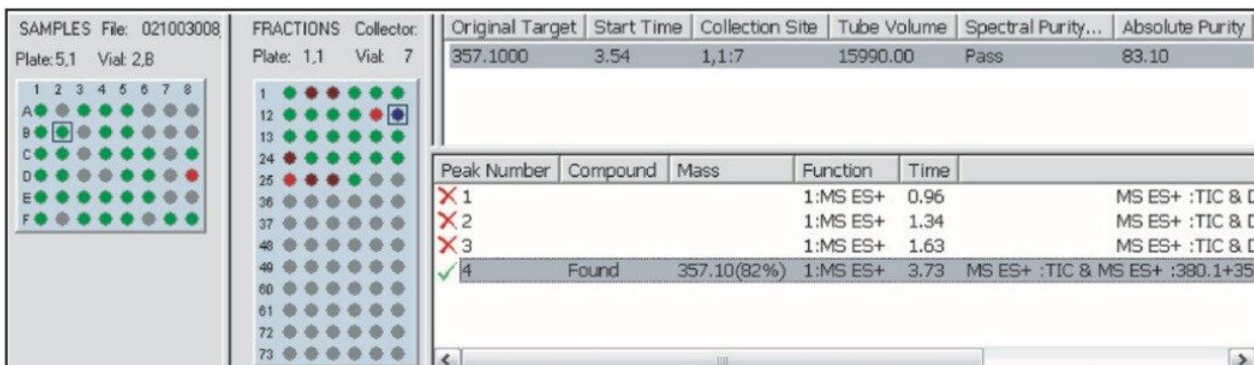 SAMPLES File: 021003008
Plate: 5,1 Vial: 2,B
1 2 3 4 5 6 7 8
A
B
C
D
E
F
FRACTIONS Collector:
Plate: 1,1 Vial: 7
1
12
13
24
25
36
37
48
49
60
61
72
73
Original Target Start Time Collection Site Tube Volume Spectral Purity... Absolute Purity
357.1000 3.54 1,1:7 15990.00 Pass 83.10
Peak Number Compound Mass Function Time
1 1:MS ES+ 0.96 MS ES+ :TIC & D
2 1:MS ES+ 1.34 MS ES+ :TIC & D
3 1:MS ES+ 1.63 MS ES+ :TIC & D
4 Found 357.10(82%) 1:MS ES+ 3.73 MS ES+ :TIC & MS ES+ :380.1+35